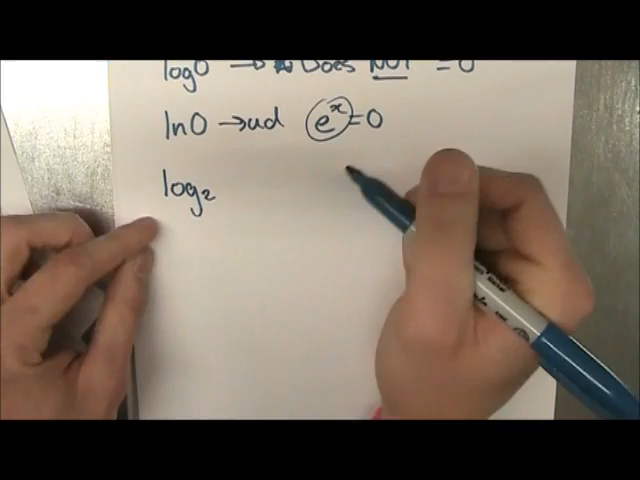 log0 → Does NOT = 0
ln0 → ud e^x = 0
log₂